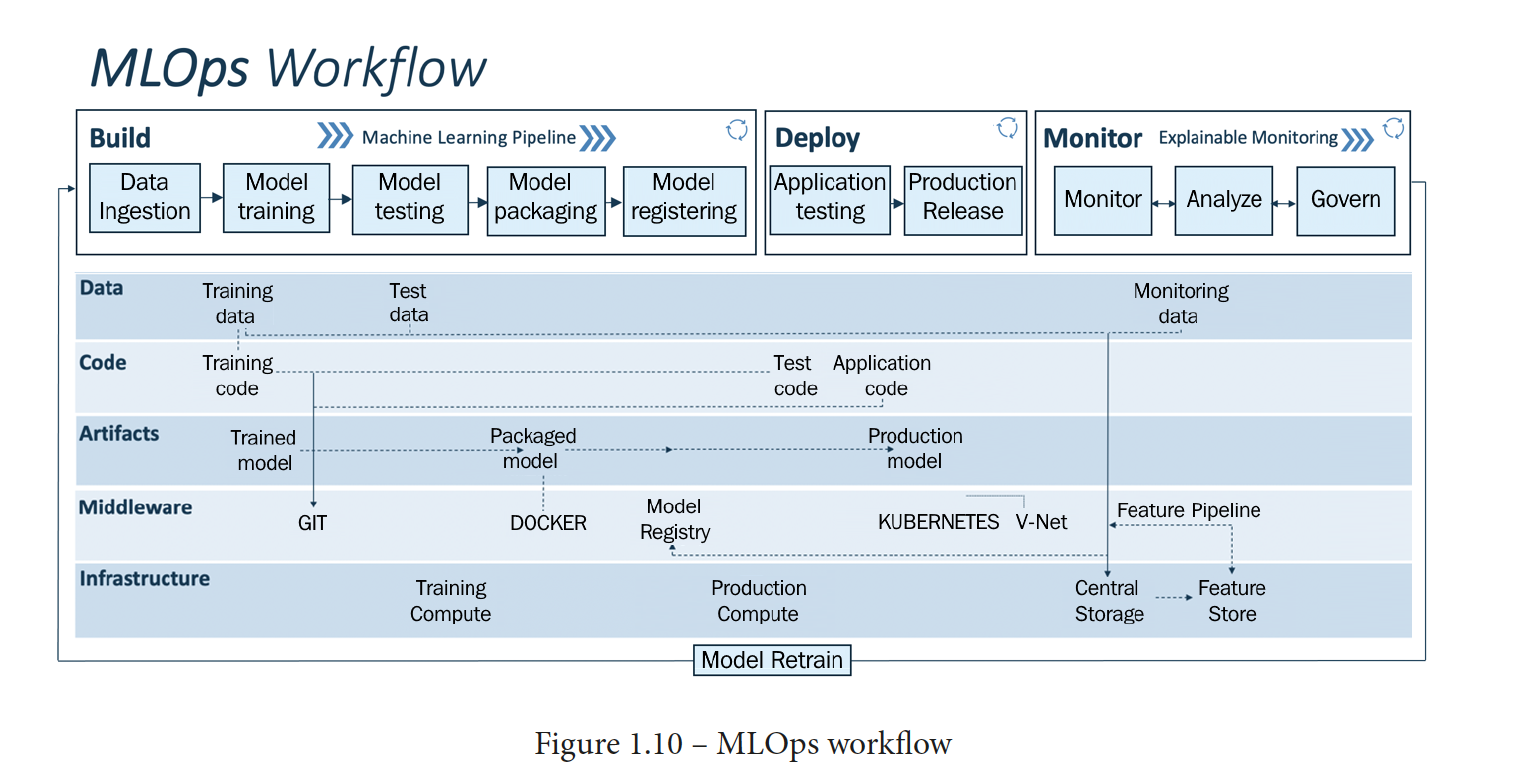 MLOps Workflow
Build
Machine Learning Pipeline
Data
Ingestion
Model
training
Model
testing
Model
packaging
Model
registering
Deploy
Application
testing
Production
Release
Monitor
Explainable Monitoring
Monitor
Analyze
Govern
Data
Training
data
Test
data
Monitoring
data
Code
Training
code
Test
code
Application
code
Artifacts
Trained
model
Packaged
model
Production
model
Middleware
GIT
DOCKER
Model
Registry
KUBERNETES
V-Net
Feature Pipeline
Infrastructure
Training
Compute
Production
Compute
Central
Storage
Feature
Store
Model Retrain
Figure 1.10 – MLOps workflow